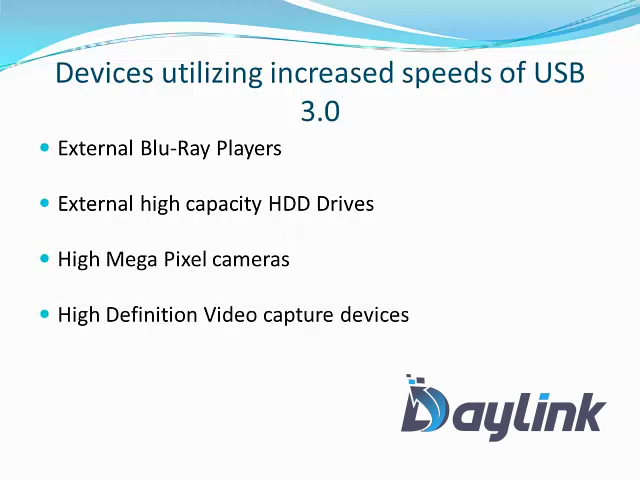 Devices utilizing increased speeds of USB
3.0
External Blu-Ray Players
External high capacity HDD Drives
High Mega Pixel cameras
High Definition Video capture devices
Daylink